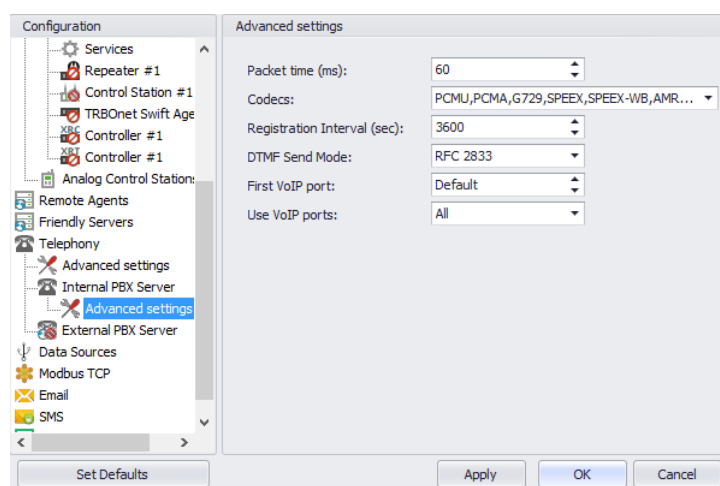 Configuration
Services
Repeater #1
Control Station #1
TRBOnet Swift Age
XRC Controller #1
XRT Controller #1
Analog Control Station
Remote Agents
Friendly Servers
Telephony
Advanced settings
Internal PBX Server
Advanced settings
External PBX Server
Data Sources
Modbus TCP
Email
SMS
Set Defaults
Advanced settings
Packet time (ms): 60
Codecs: PCMU,PCMA,G729,SPEEX,SPEEX-WB,AMR...
Registration Interval (sec): 3600
DTMF Send Mode: RFC 2833
First VoIP port: Default
Use VoIP ports: All
Apply OK Cancel